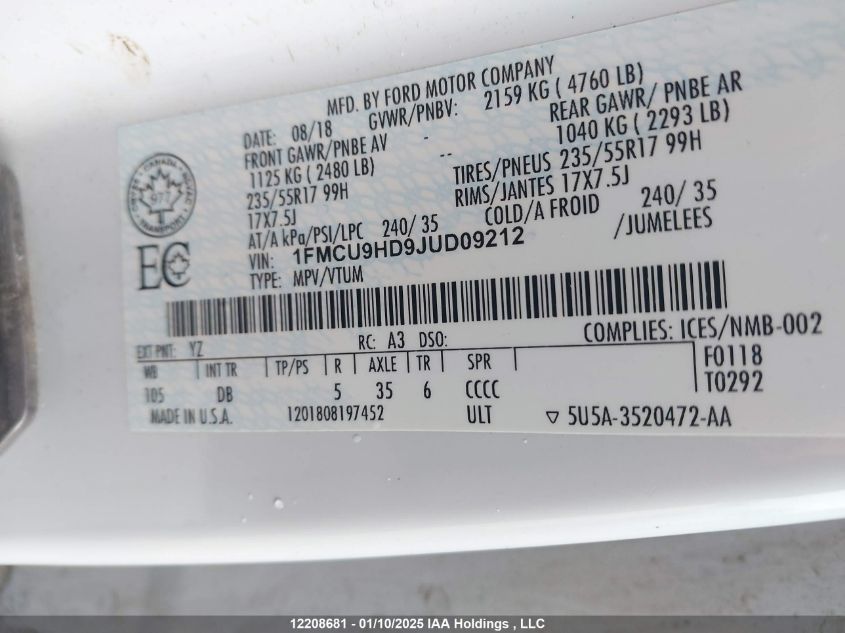 MFD. BY FORD MOTOR COMPANY
DATE: 08/18 GVWR/PNBV: 2159 KG ( 4760 LB)
FRONT GAWR/PNBE AV - REAR GAWR/ PNBE AR
1125 KG ( 2480 LB) -- 1040 KG ( 2293 LB)
235/55R17 99H TIRES/PNEUS 235/55R17 99H
17X7.5J RIMS/JANTES 17X7.5J
AT/A kPa/PSI/LPC 240/ 35 COLD/A FROID 240/ 35
VIN: 1FMCU9HD9JUD09212 /JUMELEES
TYPE: MPV/VTUM
CANADA
TRANSPORT
EC
EXT PNT: YZ RC: A3 DSO: COMPLIES: ICES/NMB-002
WB INT TR TP/PS R AXLE TR SPR F0118
105 DB 5 35 6 CCCC T0292
MADE IN U.S.A. 1201808197452 ULT ▽ 5U5A-3520472-AA
12208681 - 01/10/2025 IAA Holdings , LLC